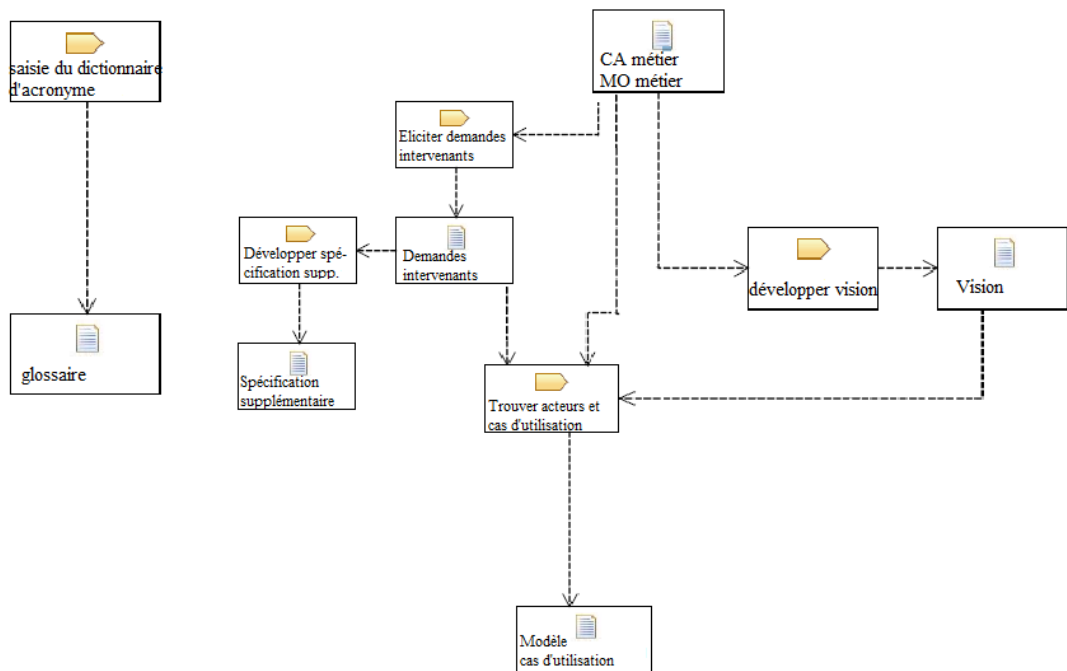 saisie du dictionnaire
d'acronyme
CA métier
MO métier
Eliciter demandes
intervenants
Développer spé-
cification supp.
Demandes
intervenants
développer vision
Vision
glossaire
Spécification
supplémentaire
Trouver acteurs et
cas d'utilisation
Modèle
cas d'utilisation